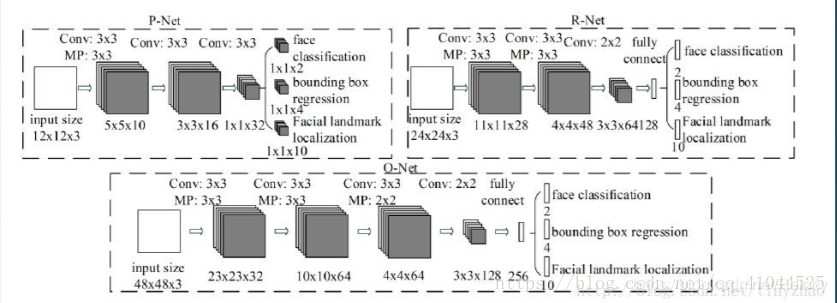 P-Net
Conv: 3x3 Conv: 3x3 Conv: 3x3
MP: 3x3
face
classification
1x1x2
bounding box
regression
1x1x4
Facial landmark
localization
1x1x10
input size
12x12x3
5x5x10
3x3x16
1x1x32
R-Net
Conv: 3x3 Conv: 3x3 Conv: 2x2 fully
MP: 3x3 MP: 3x3 connect
face classification
2
bounding box
regression
4
Facial landmark
localization
10
input size
24x24x3
11x11x28
4x4x48
3x3x64
128
O-Net
Conv: 3x3 Conv: 3x3 Conv: 3x3 Conv: 2x2 fully
MP: 3x3 MP: 3x3 MP: 2x2 connect
face classification
2
bounding box regression
4
Facial landmark localization
10
input size
48x48x3
23x23x32
10x10x64
4x4x64
3x3x128
256
https://blog.csdn.net/qq_41044525